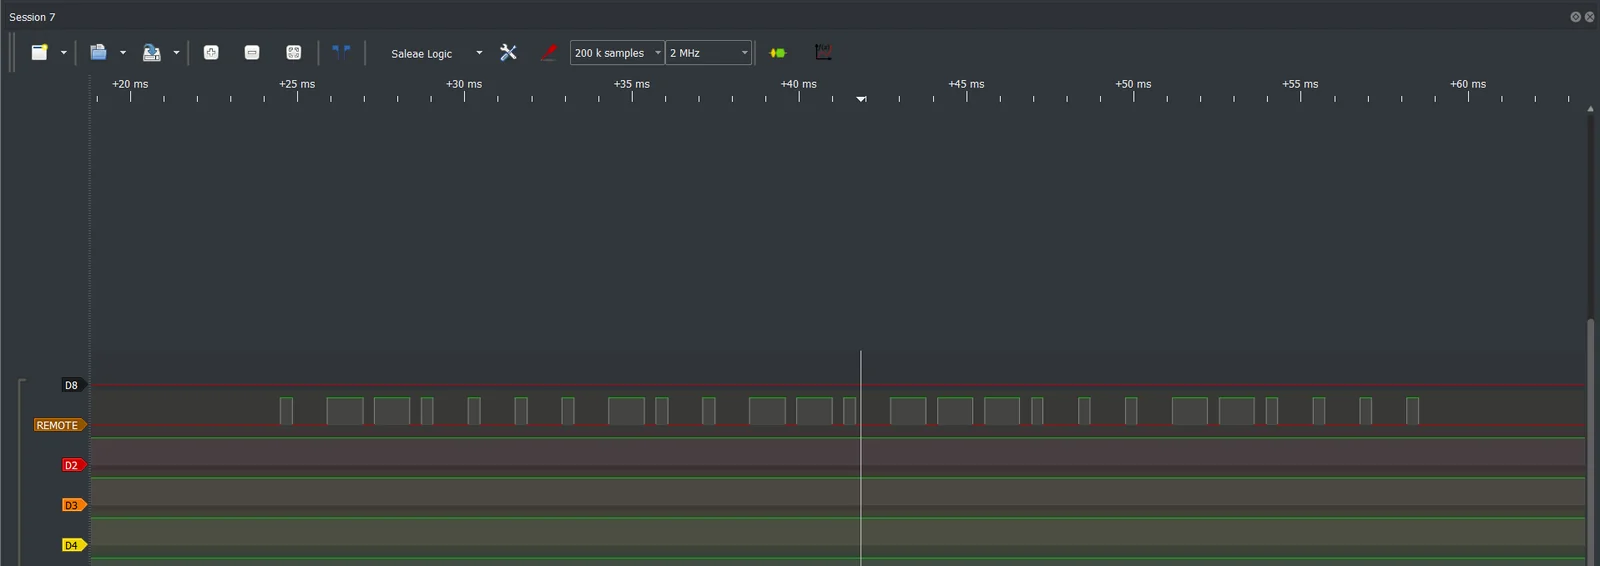 Session 7
Saleae Logic
200 k samples
2 MHz
f(x)
+20 ms +25 ms +30 ms +35 ms +40 ms +45 ms +50 ms +55 ms +60 ms
D8
REMOTE
D2
D3
D4